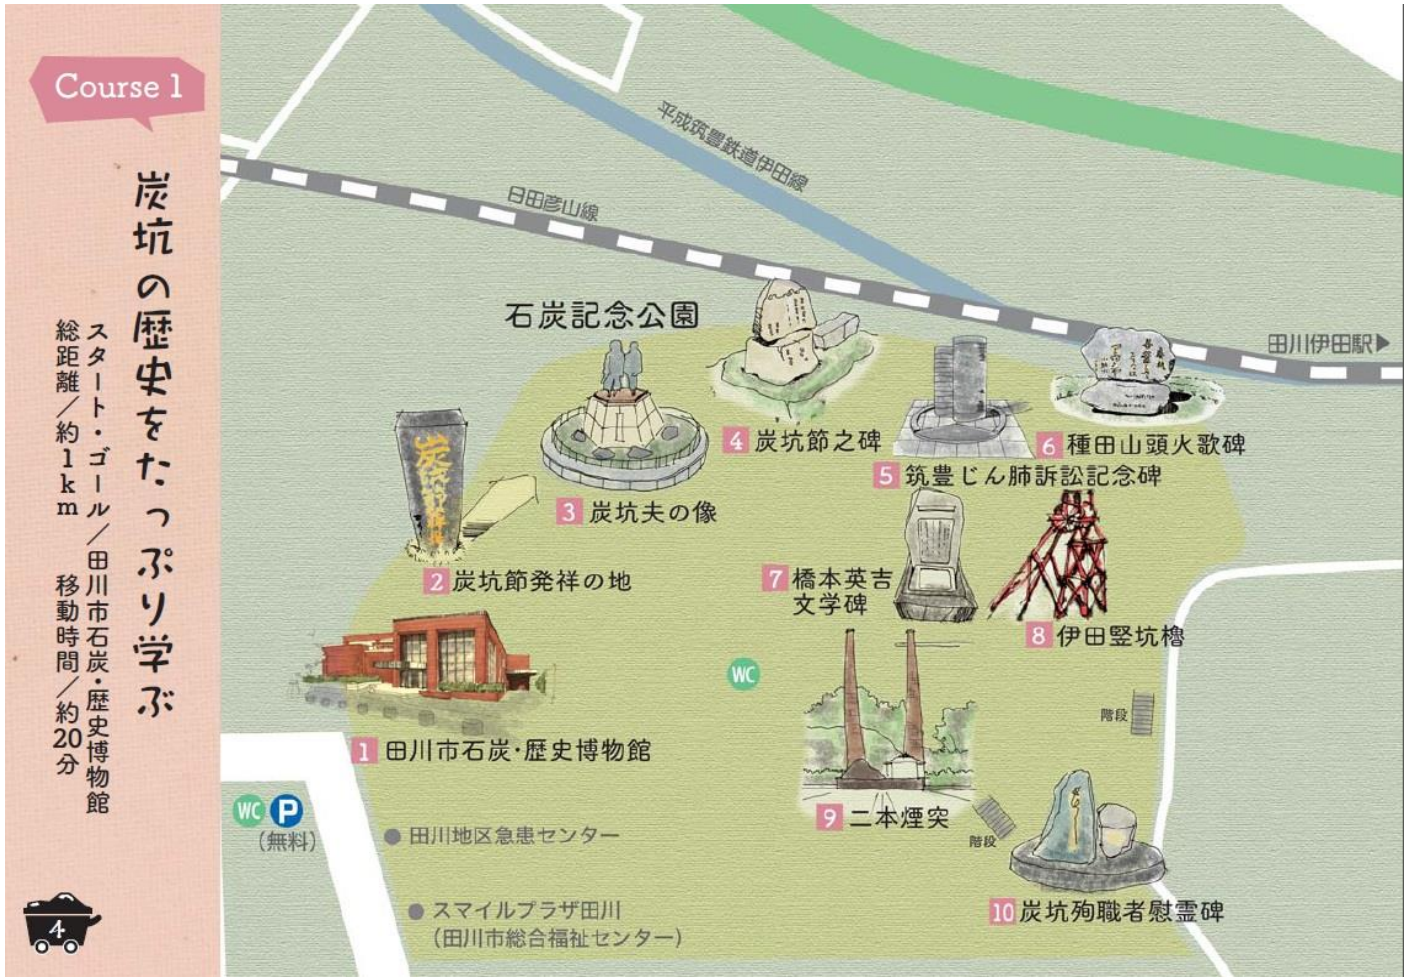 Course 1
炭坑の歴史をたっぷり学ぶ
スタート・ゴール／田川市石炭・歴史博物館
総距離／約1km 移動時間／約20分
4
平成筑豊鉄道伊田線
日田彦山線
田川伊田駅▶
石炭記念公園
4 炭坑節之碑
6 種田山頭火歌碑
5 筑豊じん肺訴訟記念碑
3 炭坑夫の像
炭坑節発祥
2 炭坑節発祥の地
7 橋本英吉
文学碑
8 伊田竪坑櫓
WC
階段
1 田川市石炭・歴史博物館
9 二本煙突
階段
WC P
(無料)
● 田川地区急患センター
10 炭坑殉職者慰霊碑
● スマイルプラザ田川
(田川市総合福祉センター)